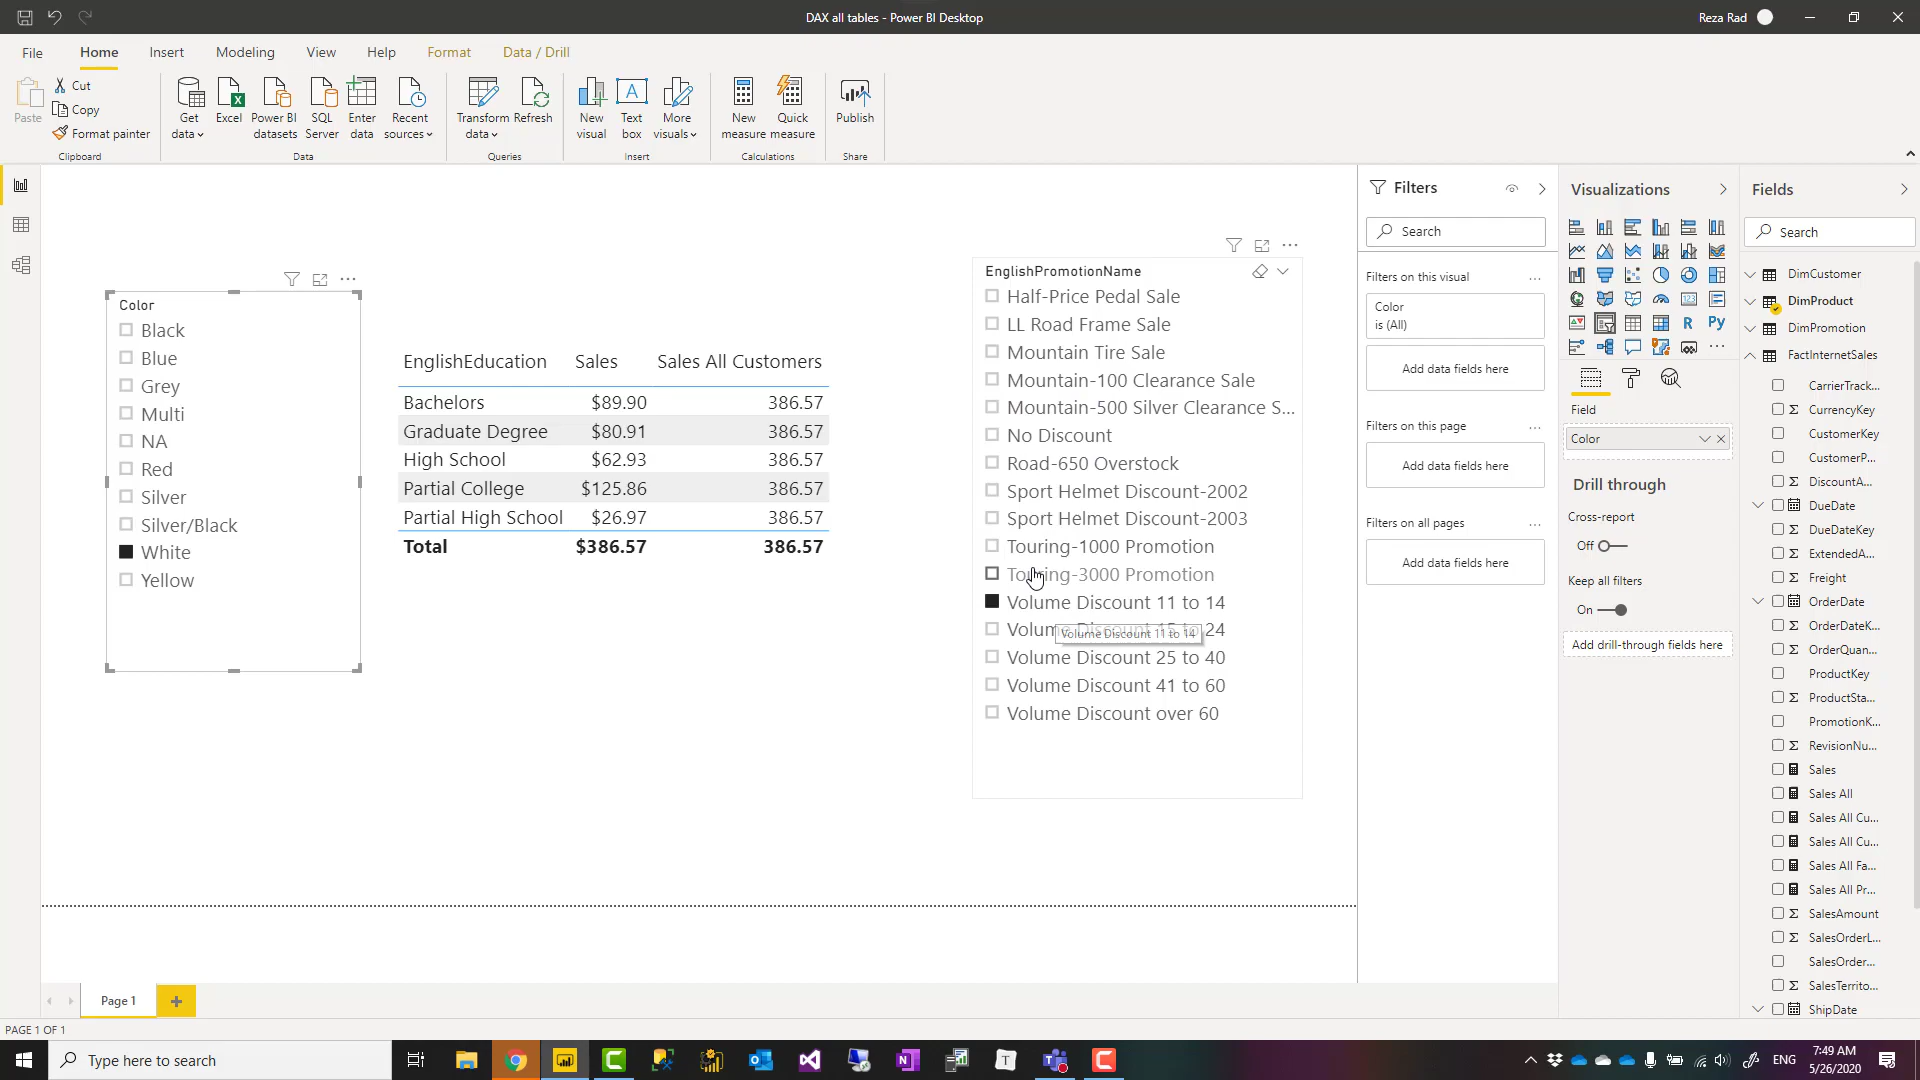 DAX all tables - Power BI Desktop
Reza Rad
File Home Insert Modeling View Help Format Data / Drill
Paste
Cut
Copy
Format painter
Clipboard
Get data
Excel
Power BI datasets
SQL Server
Enter data
Recent sources
Data
Transform data
Refresh
Queries
New visual
Text box
More visuals
Insert
New measure
Quick measure
Calculations
Publish
Share
Color
Black
Blue
Grey
Multi
NA
Red
Silver
Silver/Black
White
Yellow
EnglishEducation Sales Sales All Customers
Bachelors $89.90 386.57
Graduate Degree $80.91 386.57
High School $62.93 386.57
Partial College $125.86 386.57
Partial High School $26.97 386.57
Total $386.57 386.57
EnglishPromotionName
Half-Price Pedal Sale
LL Road Frame Sale
Mountain Tire Sale
Mountain-100 Clearance Sale
Mountain-500 Silver Clearance S...
No Discount
Road-650 Overstock
Sport Helmet Discount-2002
Sport Helmet Discount-2003
Touring-1000 Promotion
Touring-3000 Promotion
Volume Discount 11 to 14
Volume Discount 15 to 24
Volume Discount 11 to 14
Volume Discount 25 to 40
Volume Discount 41 to 60
Volume Discount over 60
Filters
Search
Filters on this visual ...
Color
is (All)
Add data fields here
Filters on this page ...
Add data fields here
Filters on all pages ...
Add data fields here
Visualizations
R Py
...
Field
Color
Drill through
Cross-report
Off
Keep all filters
On
Add drill-through fields here
Fields
Search
DimCustomer
DimProduct
DimPromotion
FactInternetSales
CarrierTrack...
CurrencyKey
CustomerKey
CustomerP...
DiscountA...
DueDate
DueDateKey
ExtendedA...
Freight
OrderDate
OrderDateK...
OrderQuan...
ProductKey
ProductSta...
PromotionK...
RevisionNu...
Sales
Sales All
Sales All Cu...
Sales All Cu...
Sales All Fa...
Sales All Pr...
SalesAmount
SalesOrderL...
SalesOrder...
SalesTerrito...
ShipDate
Page 1
PAGE 1 OF 1
Type here to search
ENG
7:49 AM
5/26/2020